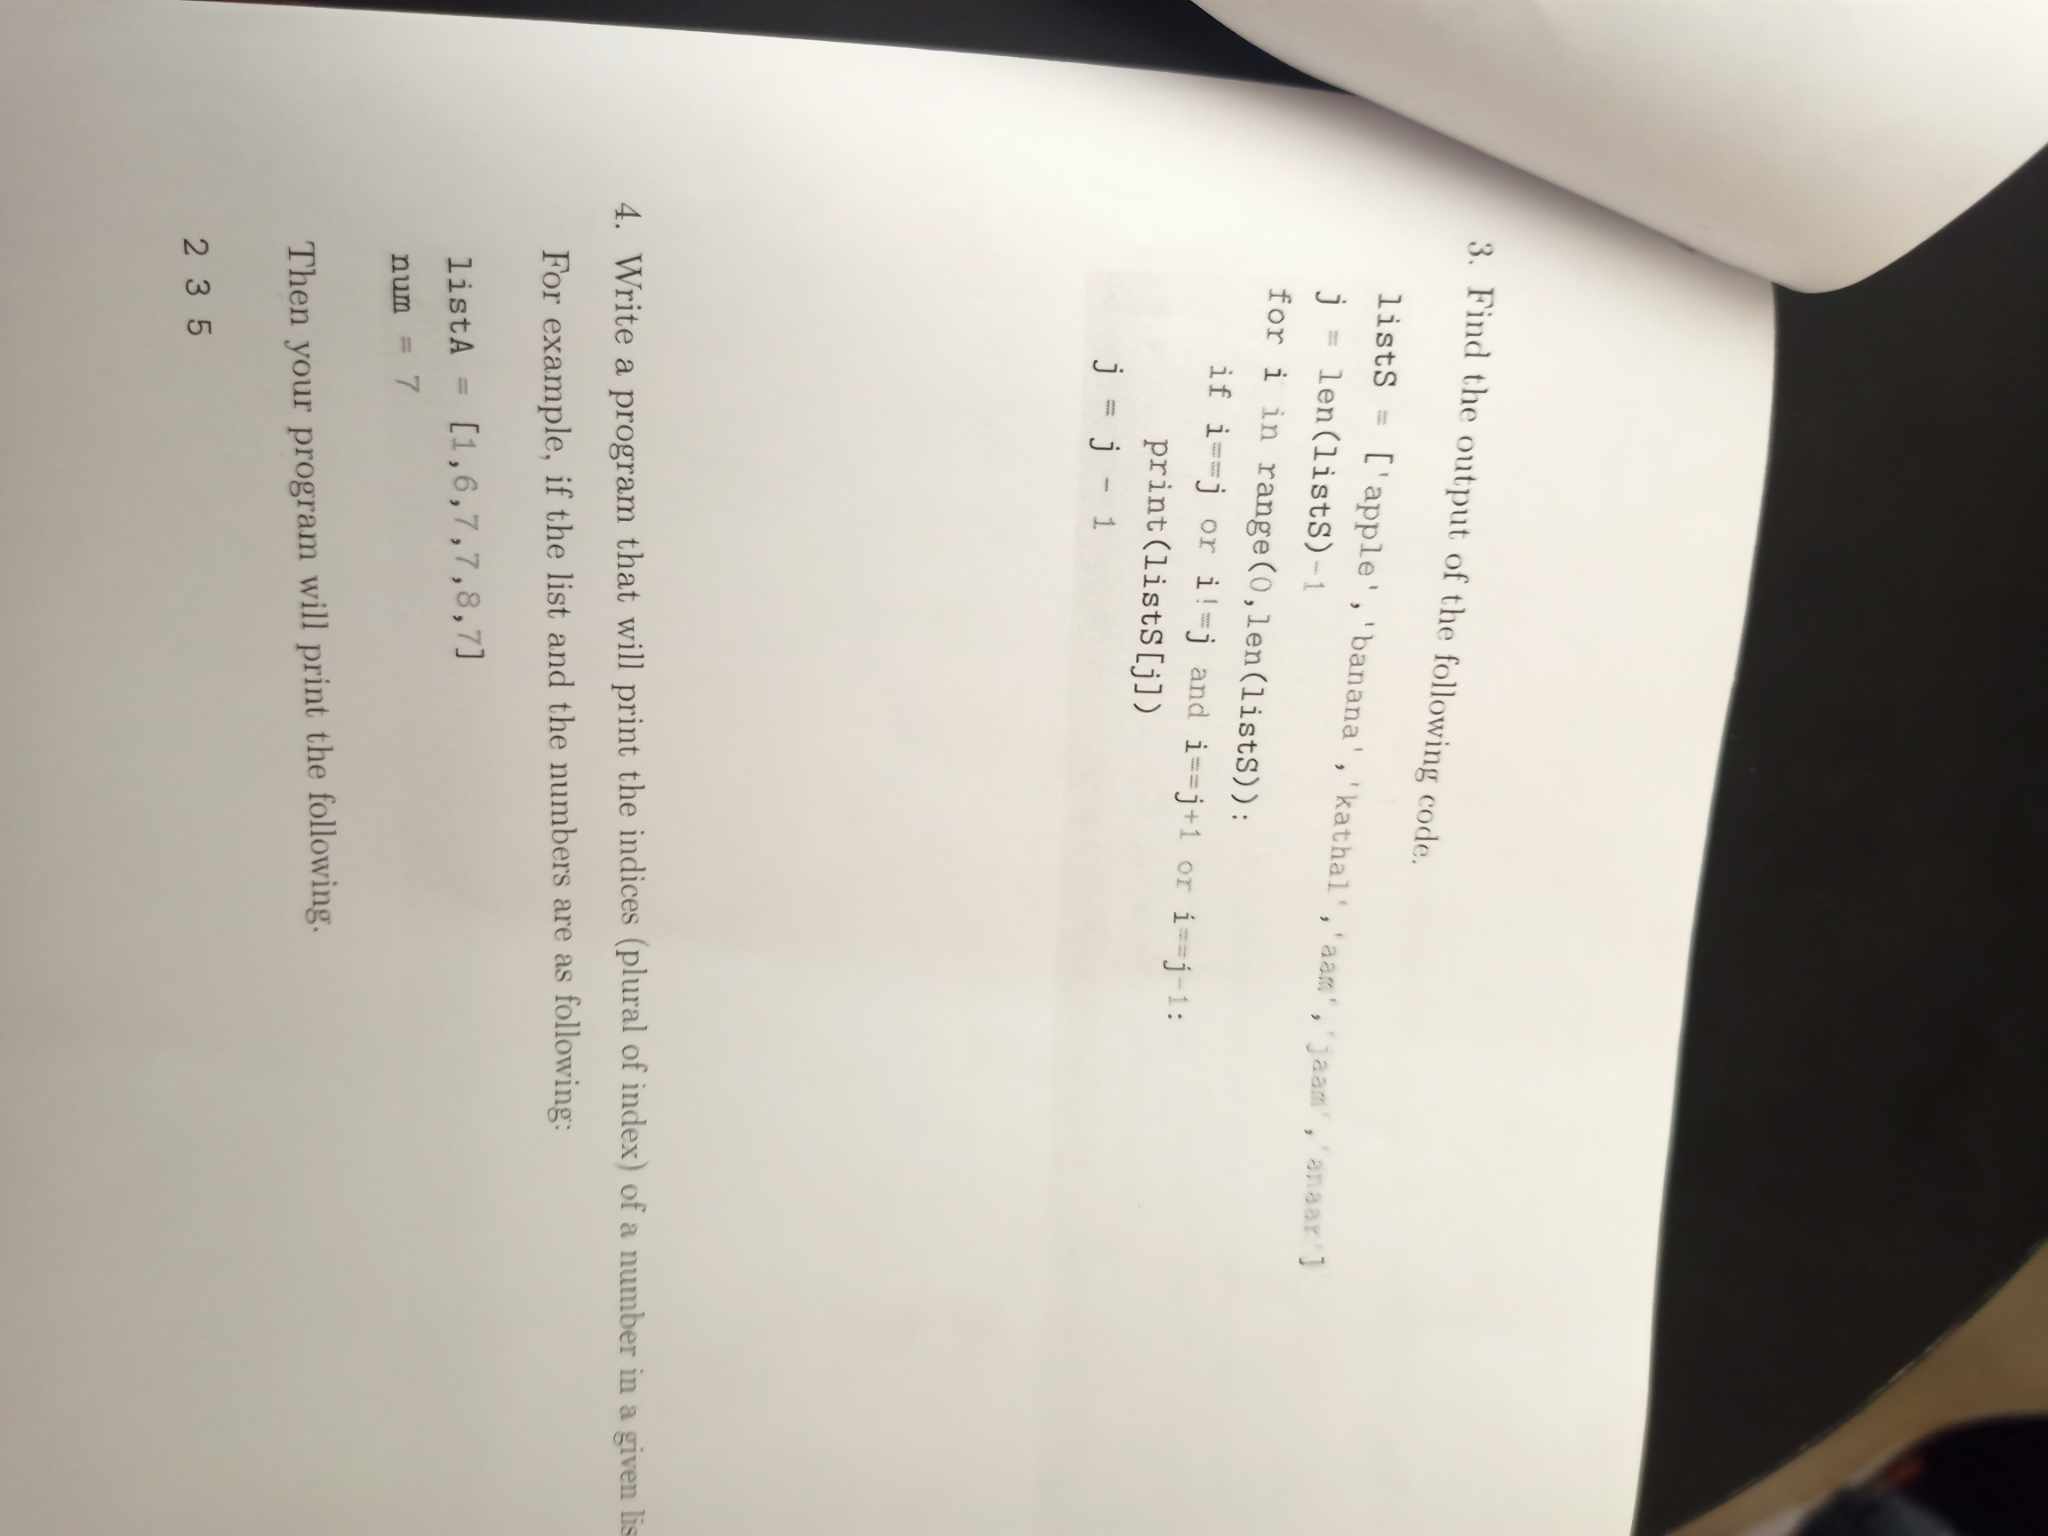 3. Find the output of the following code.
listS = ['apple','banana','kathal','aam','jaam','anaar']
j = len(listS)-1
for i in range(0,len(listS)):
if i==j or i!=j and i==j+1 or i==j-1:
print(listS[j])
j = j - 1
4. Write a program that will print the indices (plural of index) of a number in a given lis
For example, if the list and the numbers are as following:
listA = [1,6,7,7,8,7]
num = 7
Then your program will print the following.
2 3 5